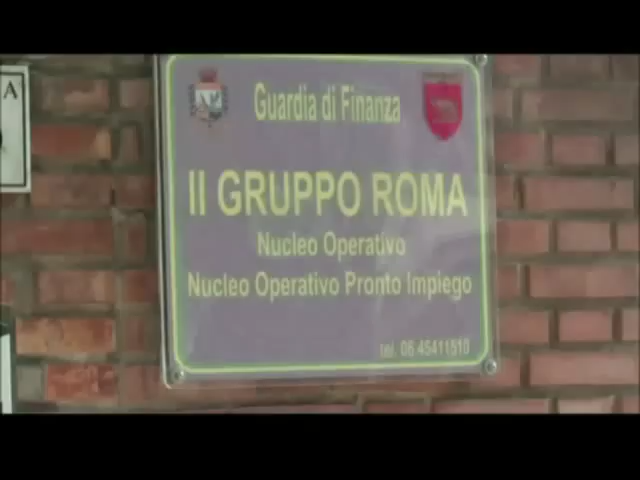 A
Guardia di Finanza
II GRUPPO ROMA
Nucleo Operativo
Nucleo Operativo Pronto Impiego
tel. 06 45411510